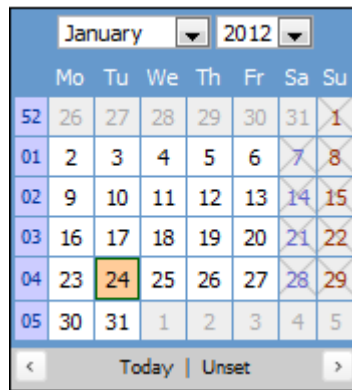 January 2012
Mo Tu We Th Fr Sa Su
52 26 27 28 29 30 31 1
01 2 3 4 5 6 7 8
02 9 10 11 12 13 14 15
03 16 17 18 19 20 21 22
04 23 24 25 26 27 28 29
05 30 31 1 2 3 4 5
‹ Today | Unset ›